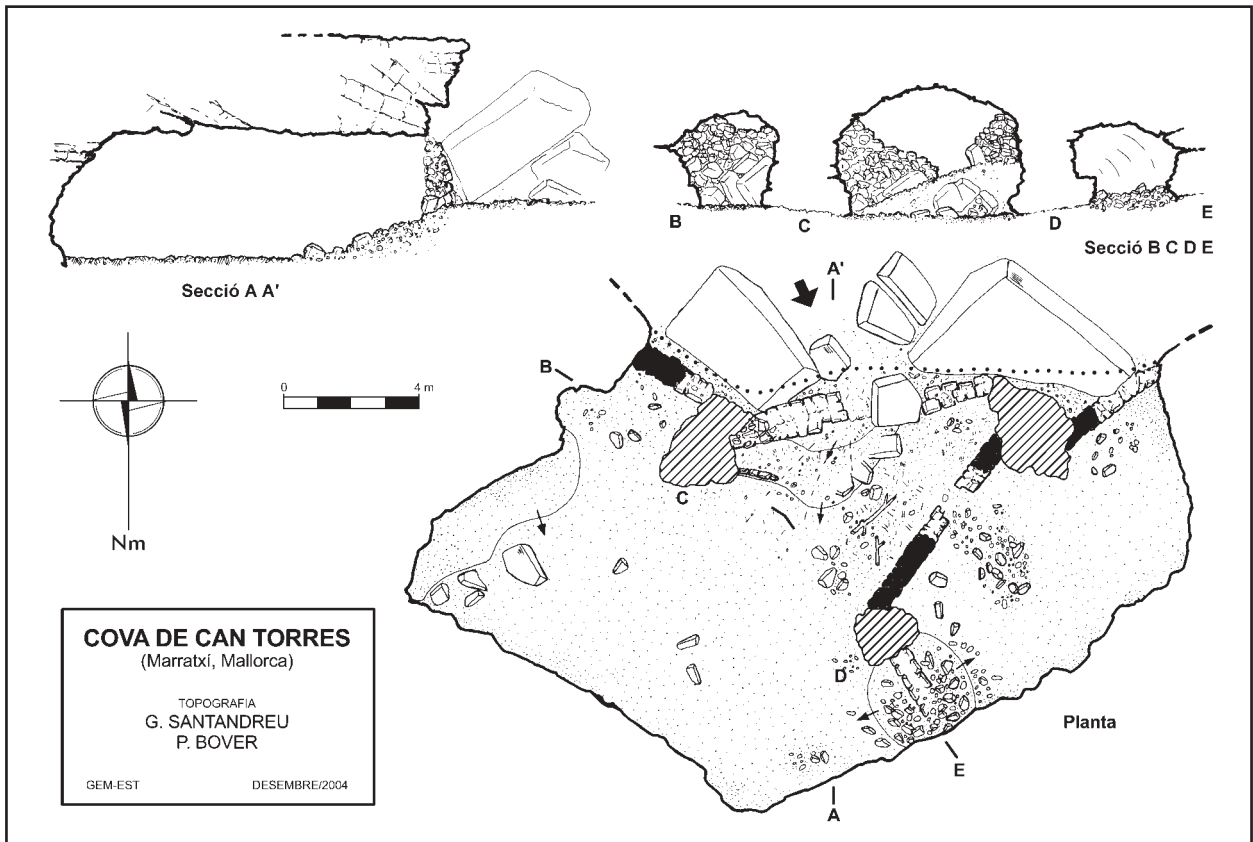 Secció A A'
B
C
D
E
Secció B C D E
A'
B
0
4 m
C
Nm
D
E
A
Planta
COVA DE CAN TORRES
(Marratxí, Mallorca)
TOPOGRAFIA
G. SANTANDREU
P. BOVER
GEM-EST DESEMBRE/2004